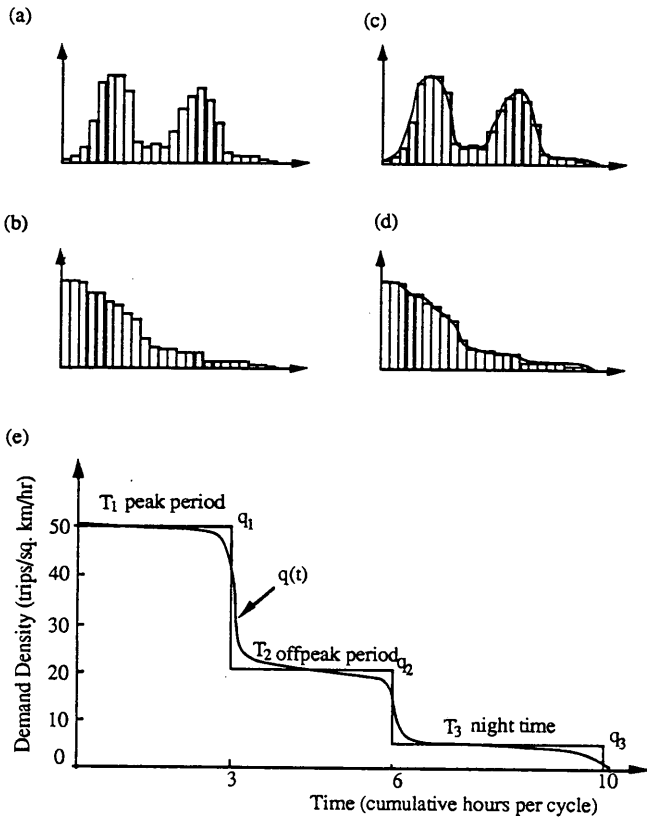 (a)
(c)
(b)
(d)
(e)
Demand Density (trips/sq. km/hr)
T1 peak period
q1
50
40
q(t)
30
T2 offpeak period
q2
20
T3 night time
10
q3
0
3
6
10
Time (cumulative hours per cycle)